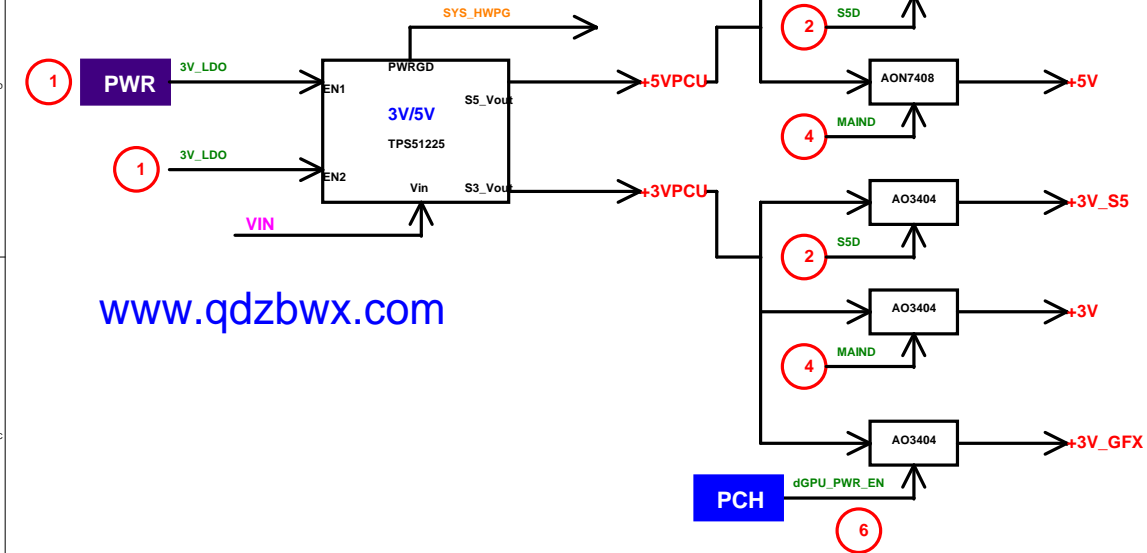 SYS_HWPG
2
S5D
1
PWR
3V_LDO
EN1
PWRGD
S5_Vout
3V/5V
TPS51225
+5VPCU
AON7408
+5V
4
MAIND
1
3V_LDO
EN2
Vin
S3_Vout
+3VPCU
AO3404
+3V_S5
VIN
2
S5D
www.qdzbwx.com
AO3404
+3V
4
MAIND
C
AO3404
+3V_GFX
PCH
dGPU_PWR_EN
6